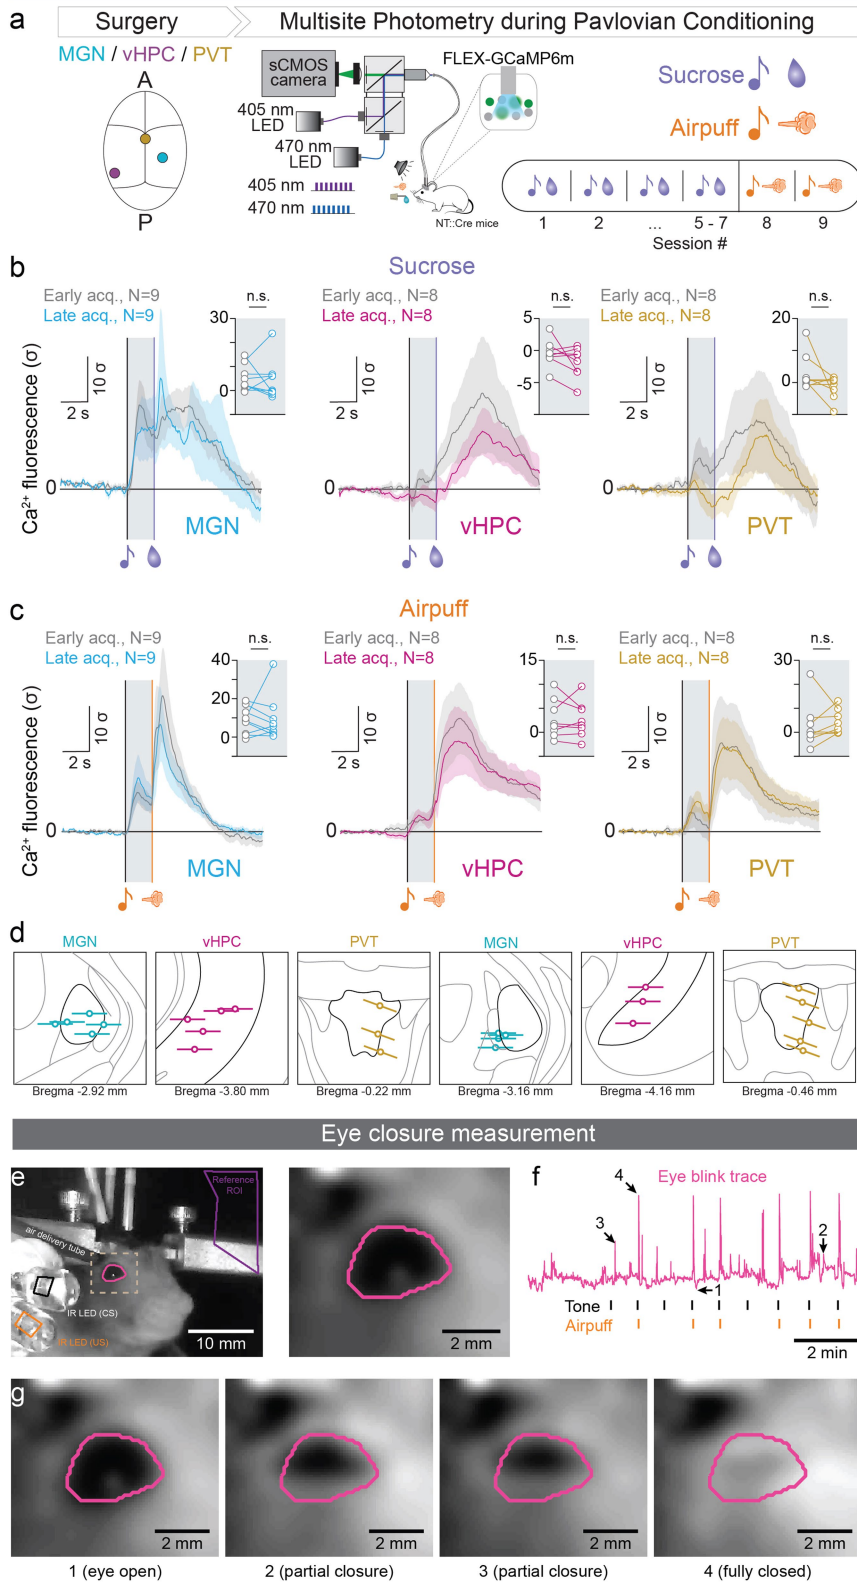 a
Surgery
Multisite Photometry during Pavlovian Conditioning
MGN / vHPC / PVT
A
P
sCMOS
camera
405 nm
LED
470 nm
LED
405 nm
470 nm
FLEX-GCaMP6m
NT::Cre mice
Sucrose
Airpuff
1 2 ... 5 - 7 8 9
Session #
b
Sucrose
Early acq., N=9
Late acq., N=9
n.s.
30
0
10 σ
2 s
Ca²⁺ fluorescence (σ)
0
MGN
Early acq., N=8
Late acq., N=8
n.s.
5
0
-5
10 σ
2 s
vHPC
Early acq., N=8
Late acq., N=8
n.s.
20
0
10 σ
2 s
0
PVT
c
Airpuff
Early acq., N=9
Late acq., N=9
n.s.
40
20
0
10 σ
2 s
Ca²⁺ fluorescence (σ)
0
MGN
Early acq., N=8
Late acq., N=8
n.s.
15
0
10 σ
2 s
vHPC
Early acq., N=8
Late acq., N=8
n.s.
30
0
10 σ
2 s
0
PVT
d
MGN
vHPC
PVT
MGN
vHPC
PVT
Bregma -2.92 mm
Bregma -3.80 mm
Bregma -0.22 mm
Bregma -3.16 mm
Bregma -4.16 mm
Bregma -0.46 mm
Eye closure measurement
e
Reference
ROI
air delivery tube
IR LED (CS)
IR LED (US)
10 mm
2 mm
f
Eye blink trace
4
3
2
1
Tone
Airpuff
2 min
g
2 mm
2 mm
2 mm
2 mm
1 (eye open)
2 (partial closure)
3 (partial closure)
4 (fully closed)